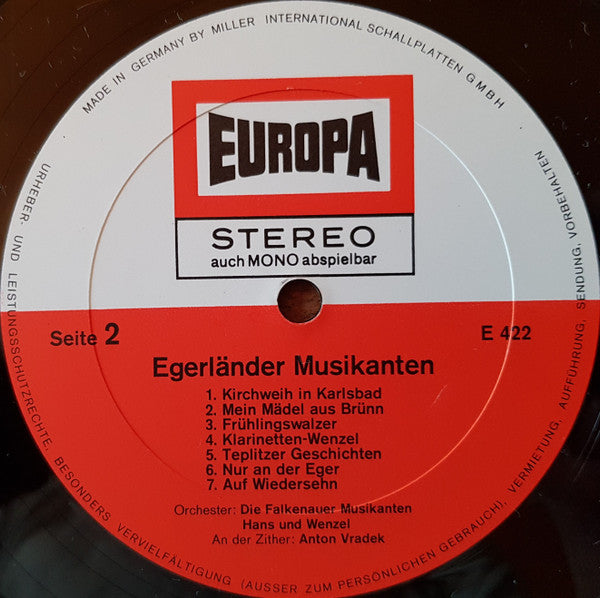 MADE IN GERMANY BY MILLER INTERNATIONAL SCHALLPLATTEN GMBH
EUROPA
STEREO
auch MONO abspielbar
Seite 2
E 422
Egerländer Musikanten
1. Kirchweih in Karlsbad
2. Mein Mädel aus Brünn
3. Frühlingswalzer
4. Klarinetten-Wenzel
5. Teplitzer Geschichten
6. Nur an der Eger
7. Auf Wiedersehn
Orchester: Die Falkenauer Musikanten
Hans und Wenzel
An der Zither: Anton Vradek
URHEBER- UND LEISTUNGSSCHUTZRECHTE, BESONDERS VERVIELFÄLTIGUNG (AUSSER ZUM PERSÖNLICHEN GEBRAUCH), VERMIETUNG, AUFFÜHRUNG, SENDUNG, VORBEHALTEN